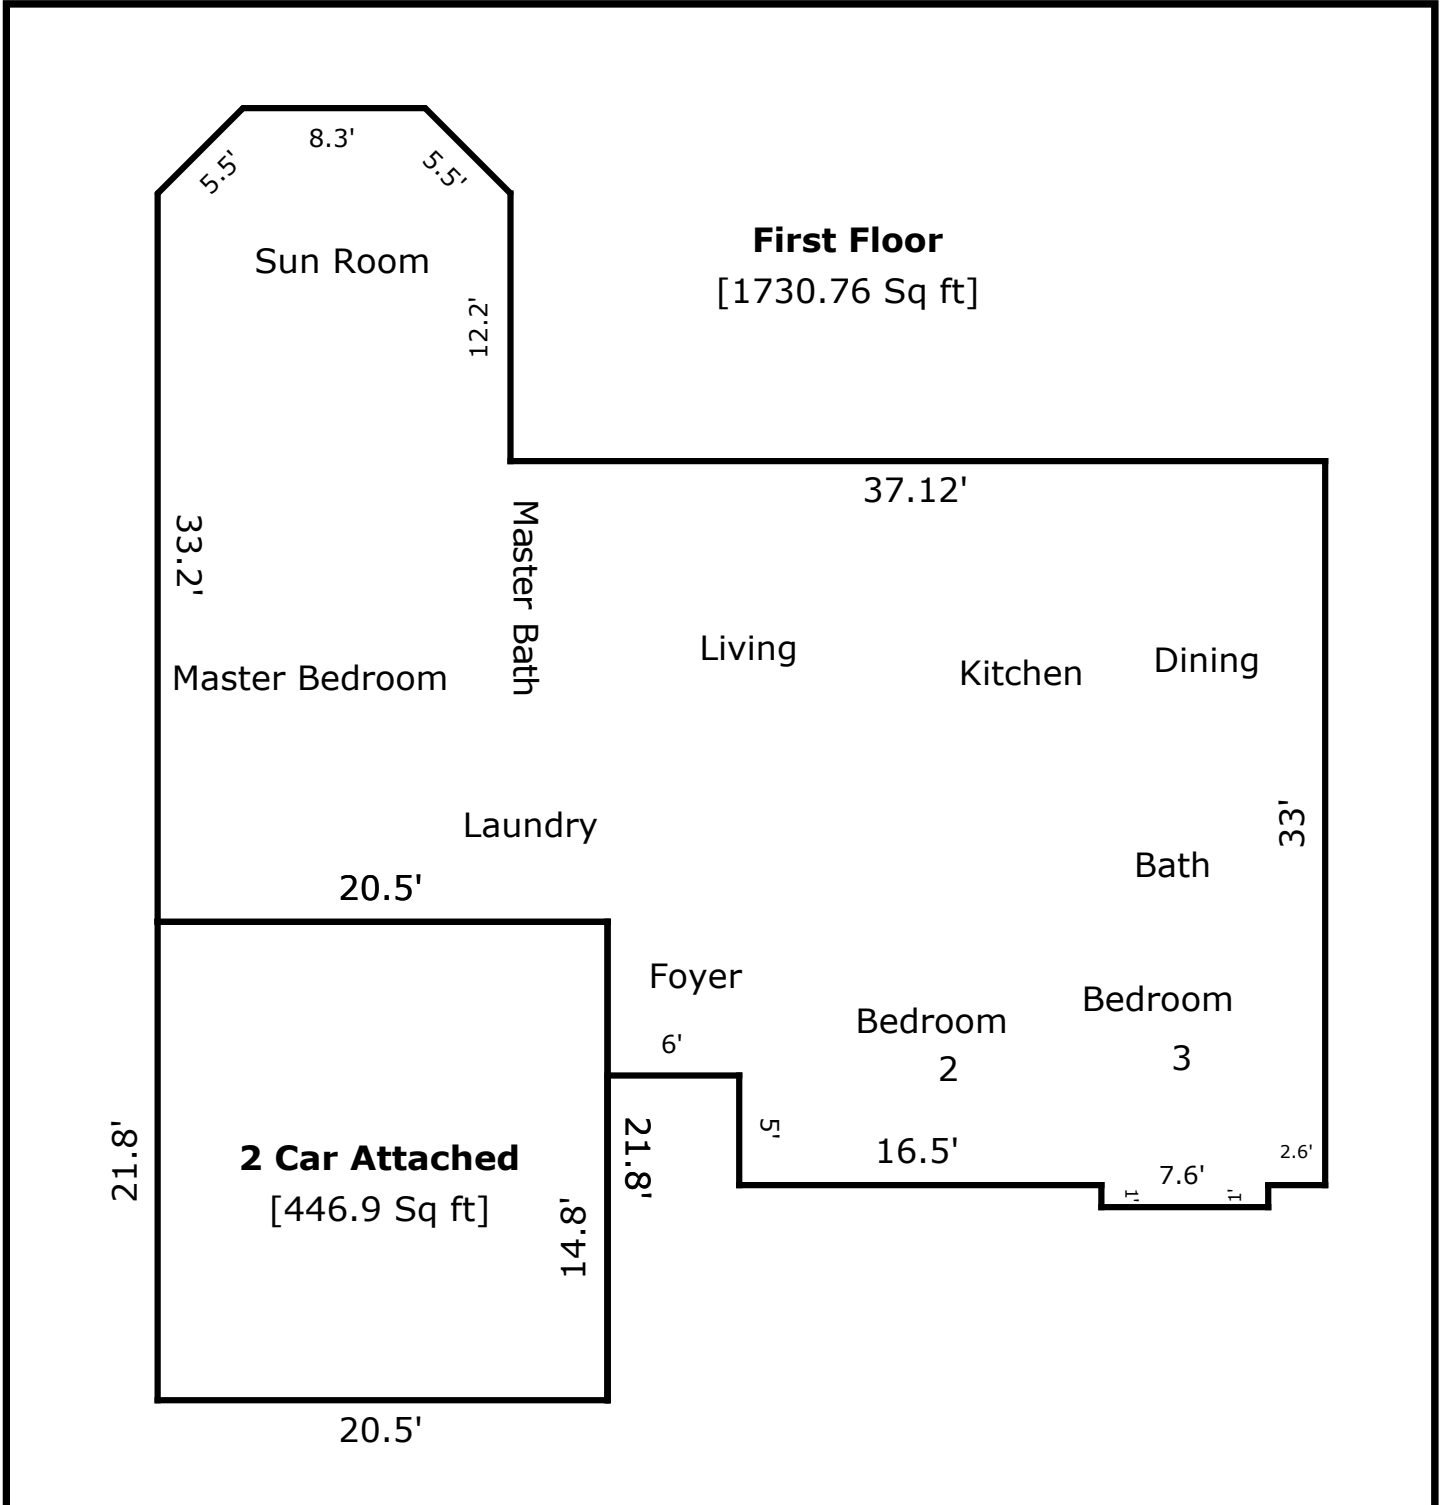 8.3'
5.5'
5.5'
Sun Room
12.2'
First Floor
[1730.76 Sq ft]
37.12'
33.2'
Master Bath
Living
Kitchen
Dining
Master Bedroom
33'
Laundry
Bath
20.5'
Foyer
Bedroom
3
Bedroom
2
6'
21.8'
2 Car Attached
[446.9 Sq ft]
14.8'
21.8'
5'
16.5'
7.6'
2.6'
1'
1'
20.5'